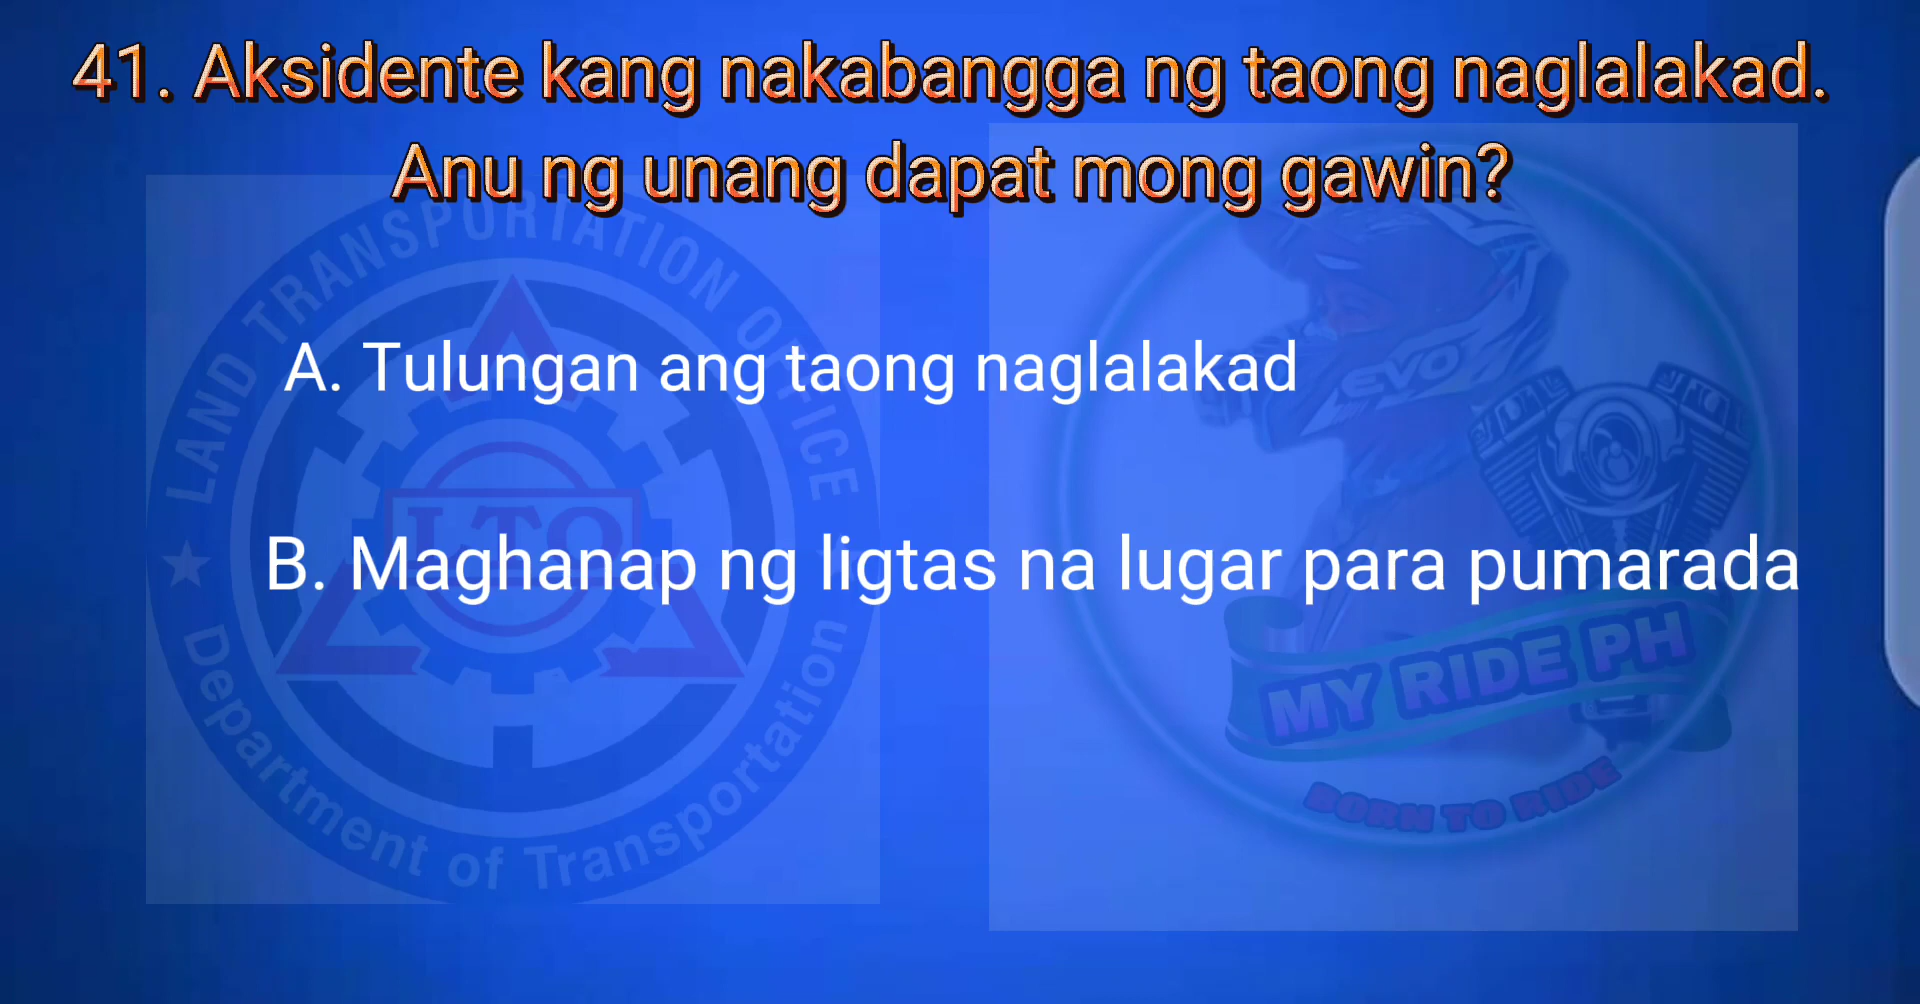 41. Aksidente kang nakabangga ng taong naglalakad.
Anu ng unang dapat mong gawin?
LAND TRANSPORTATION OFFICE
A. Tulungan ang taong naglalakad
EVO
LTO
B. Maghanap ng ligtas na lugar para pumarada
MY RIDE PH
BORN TO RIDE
Department of Transportation